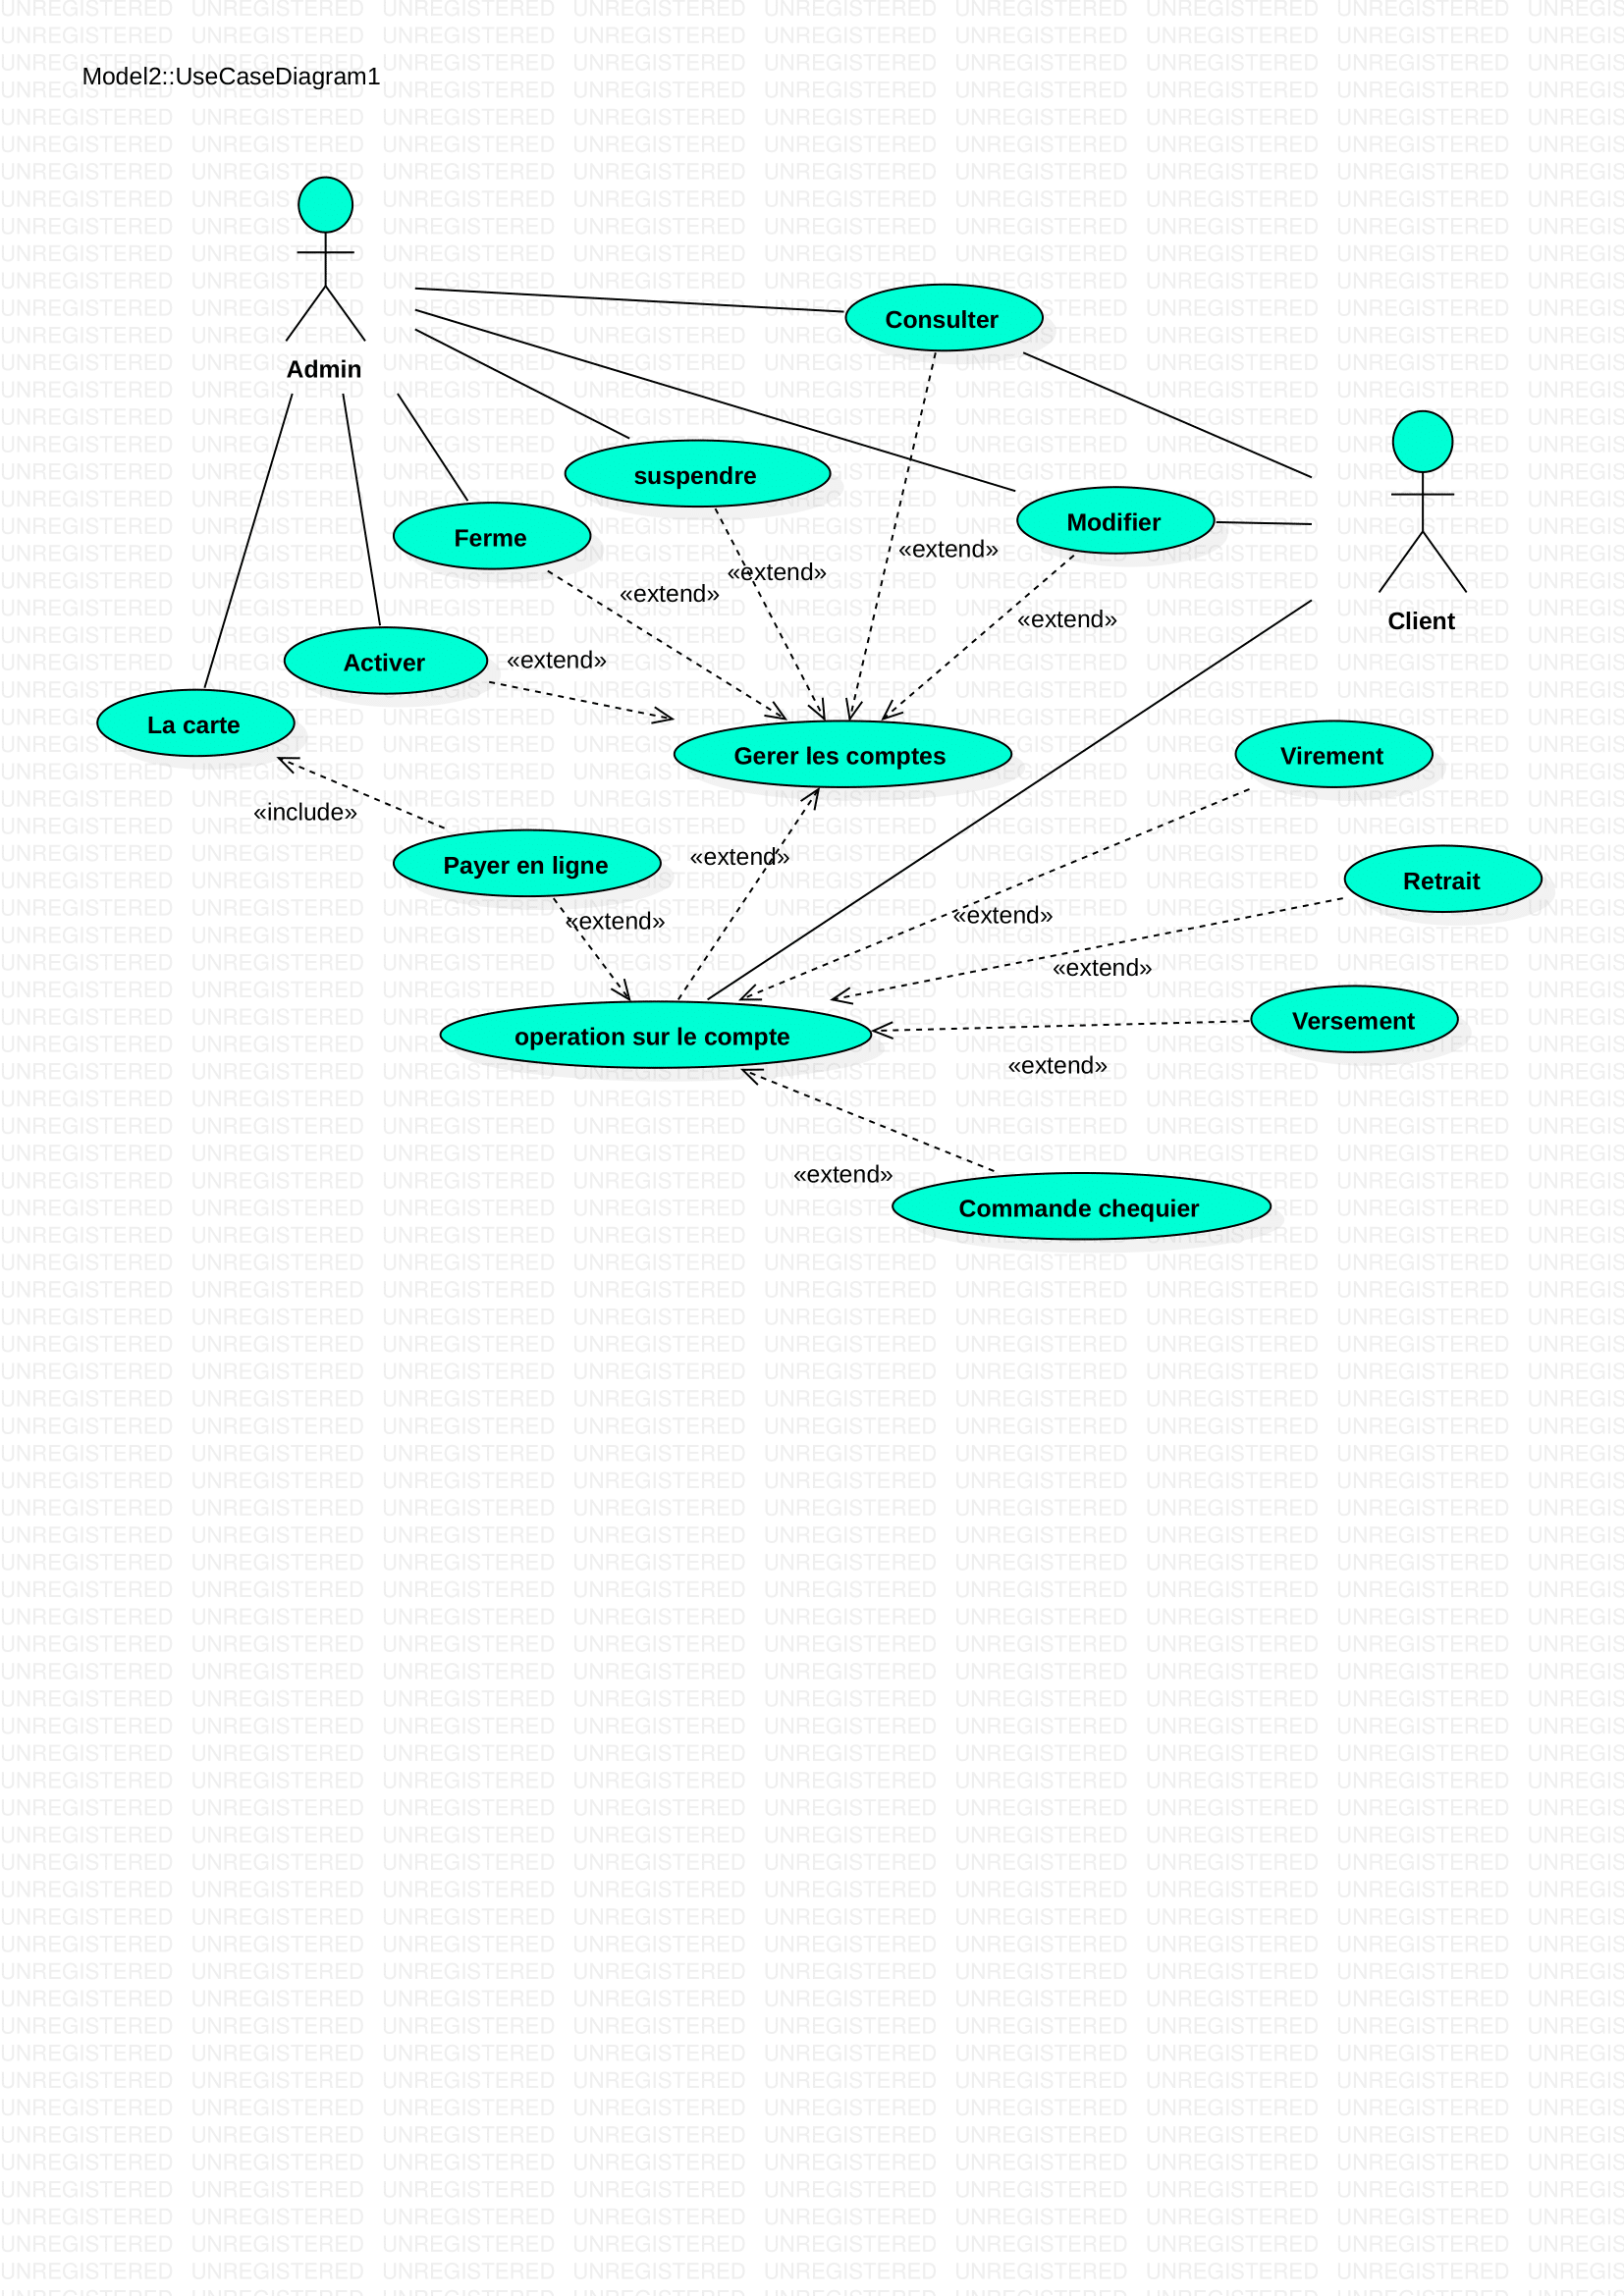 Model2::UseCaseDiagram1
Admin
Consulter
suspendre
Modifier
Ferme
«extend»
«extend»
«extend»
«extend»
Client
Activer
«extend»
La carte
Gerer les comptes
Virement
«include»
Payer en ligne
«extend»
Retrait
«extend»
«extend»
«extend»
operation sur le compte
Versement
«extend»
«extend»
Commande chequier
UNREGISTERED